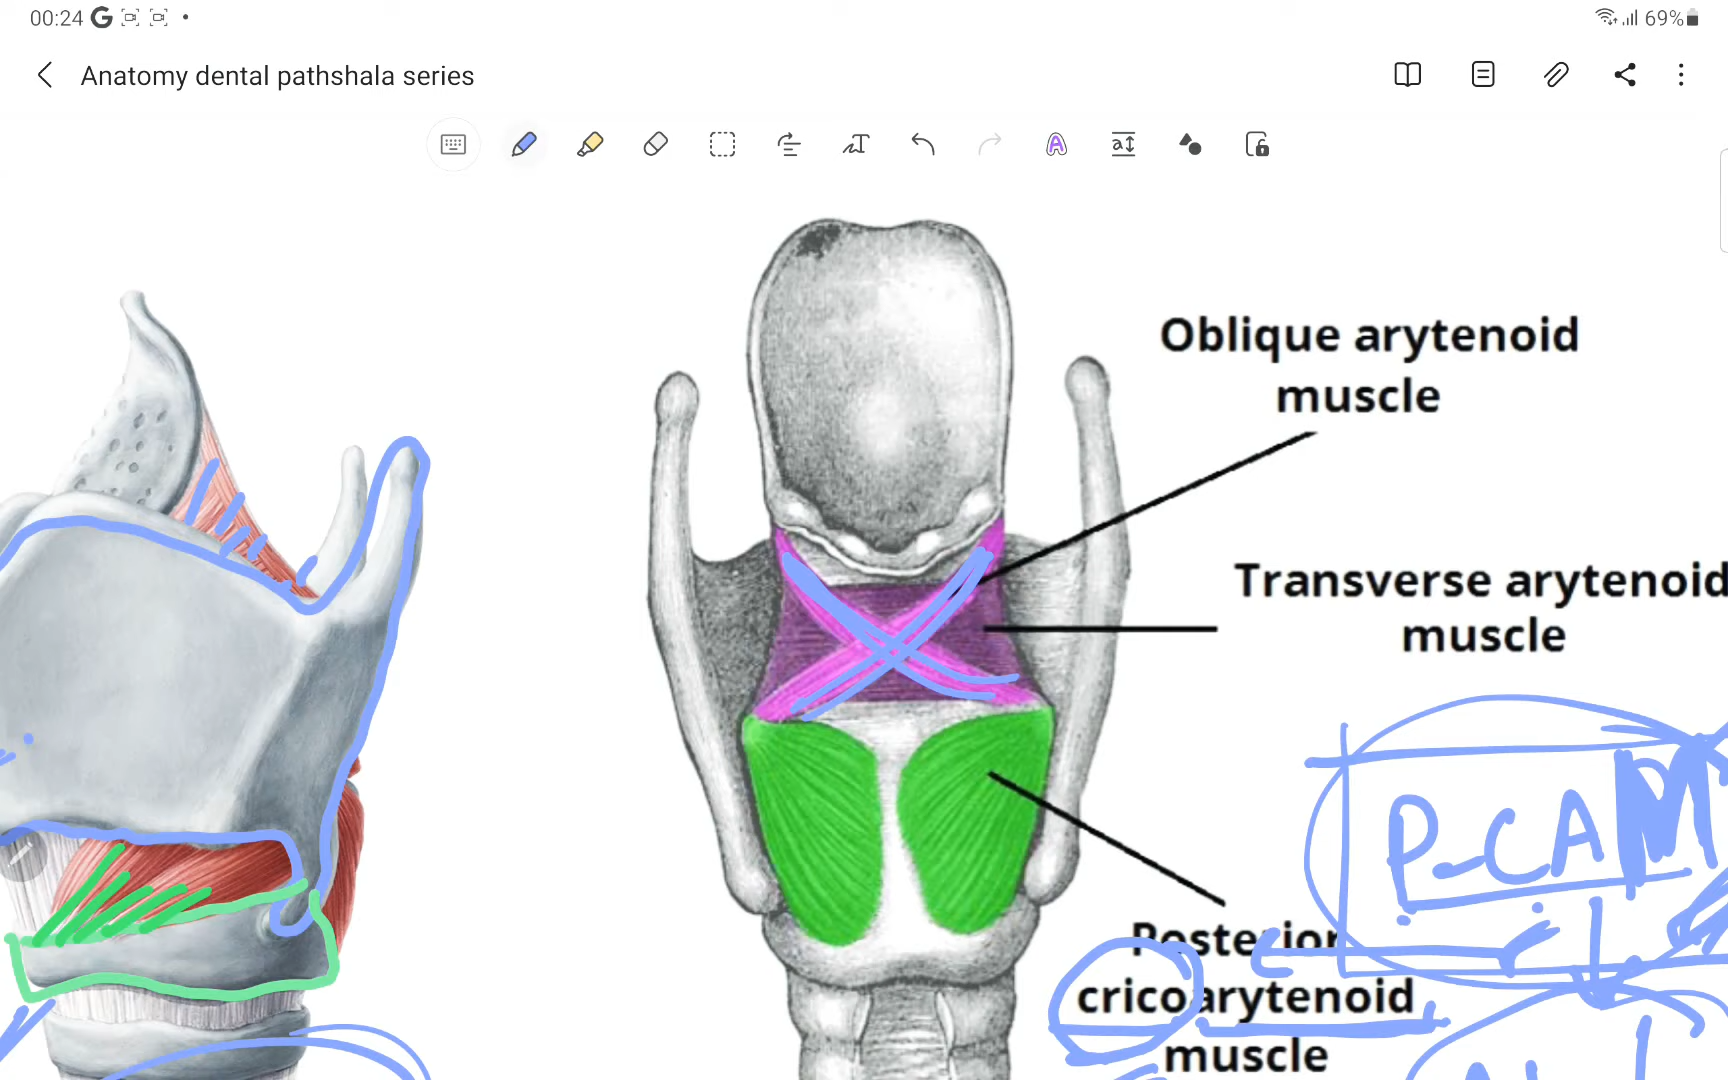 00:24 G 69%
Anatomy dental pathshala series
Oblique arytenoid
muscle
Transverse arytenoid
muscle
P-CAM
Posterior
cricoarytenoid
muscle